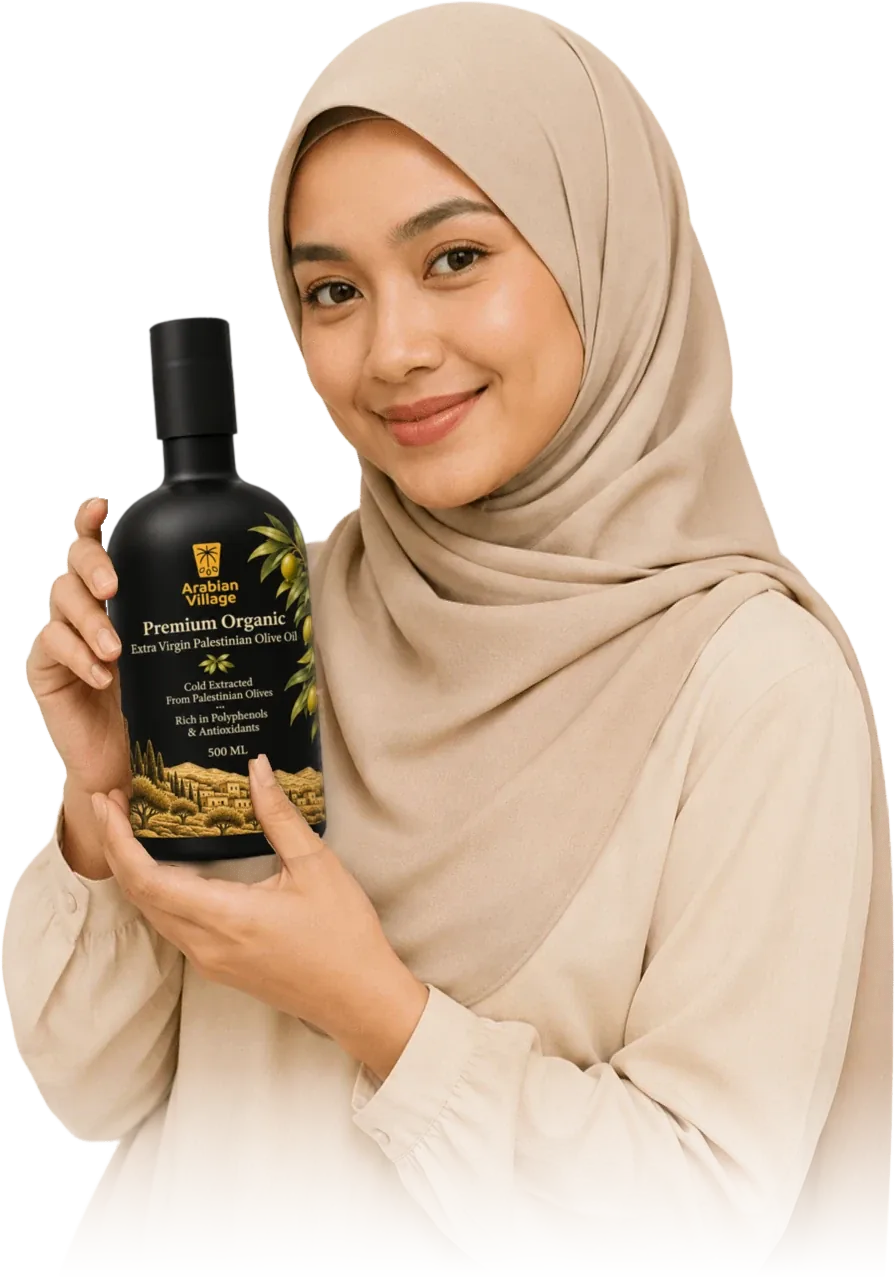 Arabian
Village
Premium Organic
Extra Virgin Palestinian Olive Oil
Cold Extracted
From Palestinian Olives
Rich in Polyphenols
& Antioxidants
500 ML